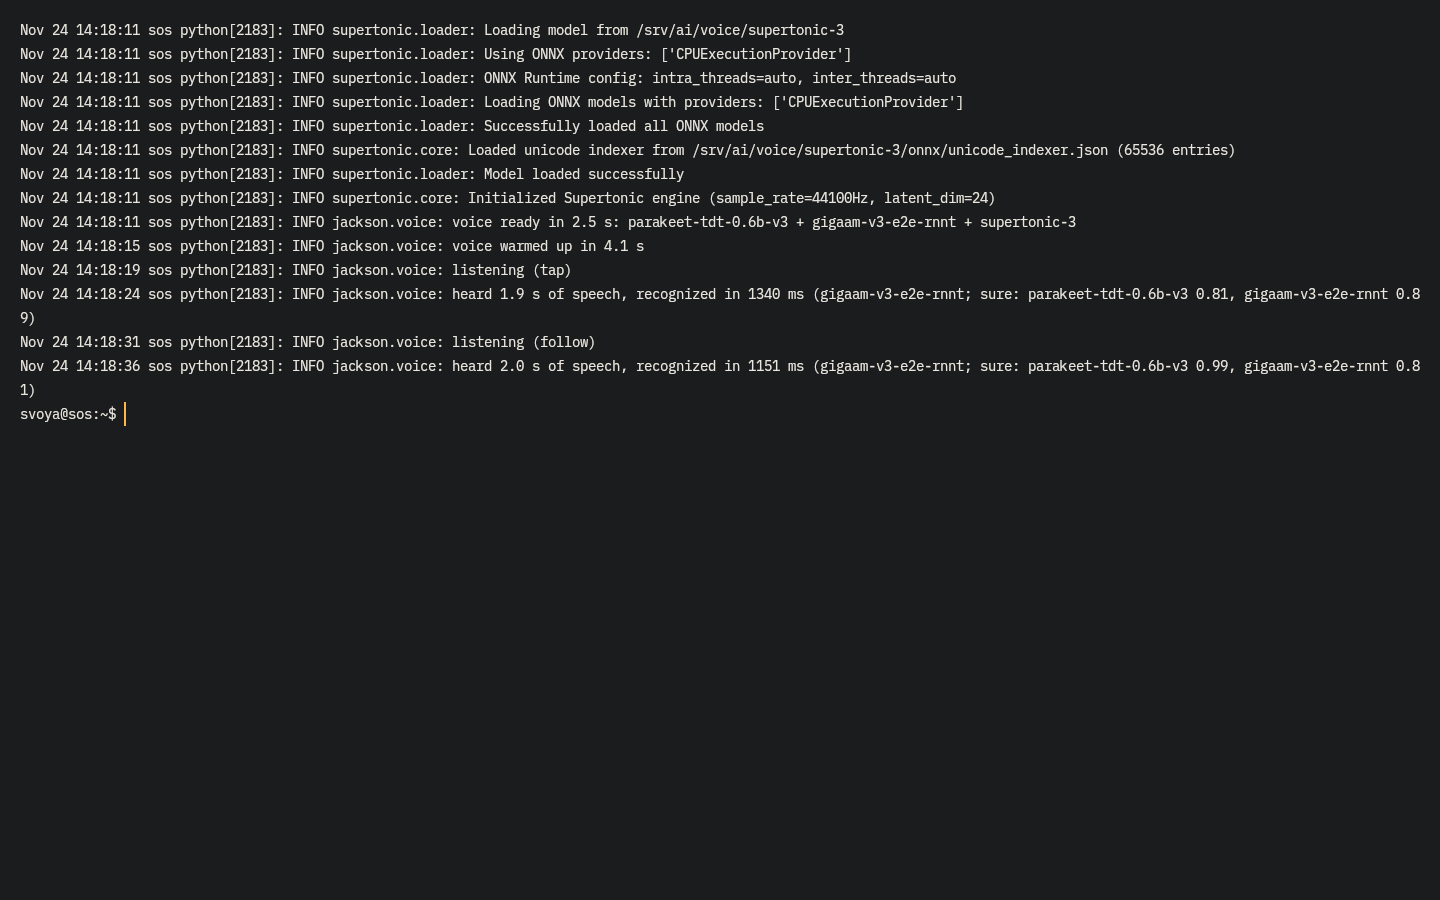 Nov 24 14:18:11 sos python[2183]: INFO supertonic.loader: Loading model from /srv/ai/voice/supertonic-3
Nov 24 14:18:11 sos python[2183]: INFO supertonic.loader: Using ONNX providers: ['CPUExecutionProvider']
Nov 24 14:18:11 sos python[2183]: INFO supertonic.loader: ONNX Runtime config: intra_threads=auto, inter_threads=auto
Nov 24 14:18:11 sos python[2183]: INFO supertonic.loader: Loading ONNX models with providers: ['CPUExecutionProvider']
Nov 24 14:18:11 sos python[2183]: INFO supertonic.loader: Successfully loaded all ONNX models
Nov 24 14:18:11 sos python[2183]: INFO supertonic.core: Loaded unicode indexer from /srv/ai/voice/supertonic-3/onnx/unicode_indexer.json (65536 entries)
Nov 24 14:18:11 sos python[2183]: INFO supertonic.loader: Model loaded successfully
Nov 24 14:18:11 sos python[2183]: INFO supertonic.core: Initialized Supertonic engine (sample_rate=44100Hz, latent_dim=24)
Nov 24 14:18:11 sos python[2183]: INFO jackson.voice: voice ready in 2.5 s: parakeet-tdt-0.6b-v3 + gigaam-v3-e2e-rnnt + supertonic-3
Nov 24 14:18:15 sos python[2183]: INFO jackson.voice: voice warmed up in 4.1 s
Nov 24 14:18:19 sos python[2183]: INFO jackson.voice: listening (tap)
Nov 24 14:18:24 sos python[2183]: INFO jackson.voice: heard 1.9 s of speech, recognized in 1340 ms (gigaam-v3-e2e-rnnt; sure: parakeet-tdt-0.6b-v3 0.81, gigaam-v3-e2e-rnnt 0.8
9)
Nov 24 14:18:31 sos python[2183]: INFO jackson.voice: listening (follow)
Nov 24 14:18:36 sos python[2183]: INFO jackson.voice: heard 2.0 s of speech, recognized in 1151 ms (gigaam-v3-e2e-rnnt; sure: parakeet-tdt-0.6b-v3 0.99, gigaam-v3-e2e-rnnt 0.8
1)
svoya@sos:~$